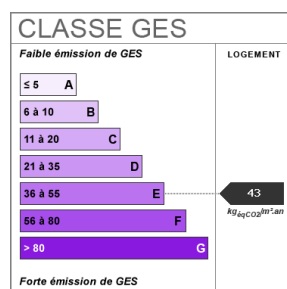 CLASSE GES
Faible émission de GES
LOGEMENT
≤ 5 A
6 à 10 B
11 à 20 C
21 à 35 D
36 à 55 E
43
kgéqCO2/m².an
56 à 80 F
> 80 G
Forte émission de GES